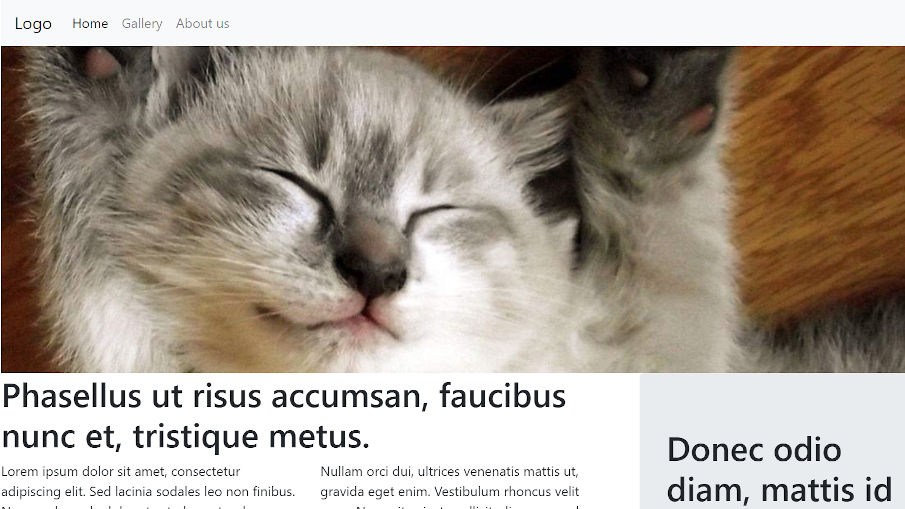 Logo Home Gallery About us
Phasellus ut risus accumsan, faucibus
nunc et, tristique metus.
Lorem ipsum dolor sit amet, consectetur
adipiscing elit. Sed lacinia sodales leo non finibus.
Nullam orci dui, ultrices venenatis mattis ut,
gravida eget enim. Vestibulum rhoncus velit
Donec odio
diam, mattis id